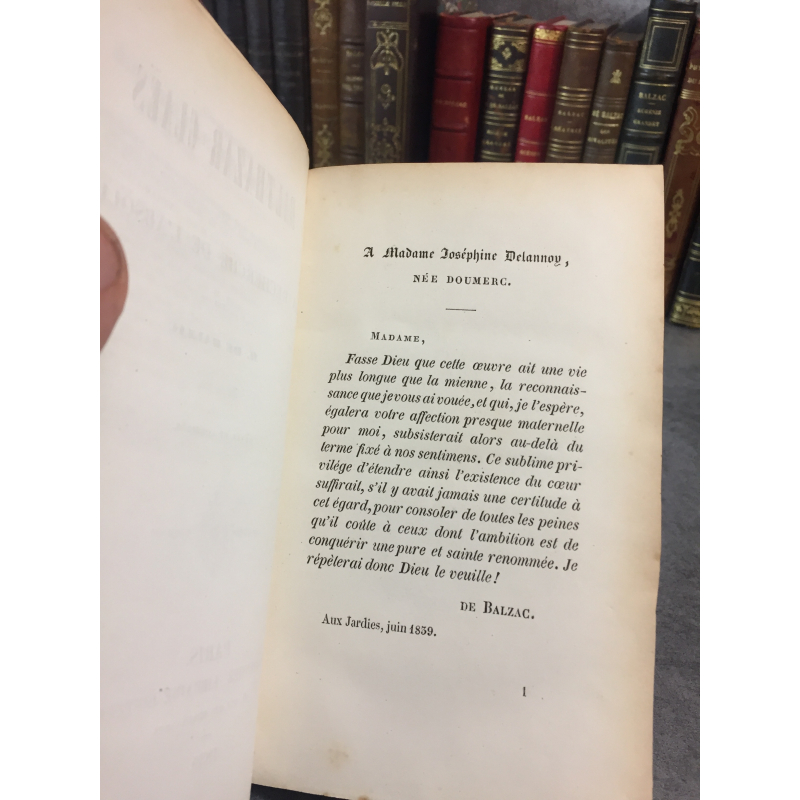 A Madame Joséphine Delannoy,
NÉE DOUMERC.
MADAME,
Fasse Dieu que cette œuvre ait une vie
plus longue que la mienne, la reconnais-
sance que je vous ai vouée, et qui, je l'espère,
égalera votre affection presque maternelle
pour moi, subsisterait alors au-delà du
terme fixé à nos sentimens. Ce sublime pri-
vilége d'étendre ainsi l'existence du cœur
suffirait, s'il y avait jamais une certitude à
cet égard, pour consoler de toutes les peines
qu'il coûte à ceux dont l'ambition est de
conquérir une pure et sainte renommée. Je
répèterai donc Dieu le veuille!
DE BALZAC.
Aux Jardies, juin 1839.
1
BALZAC